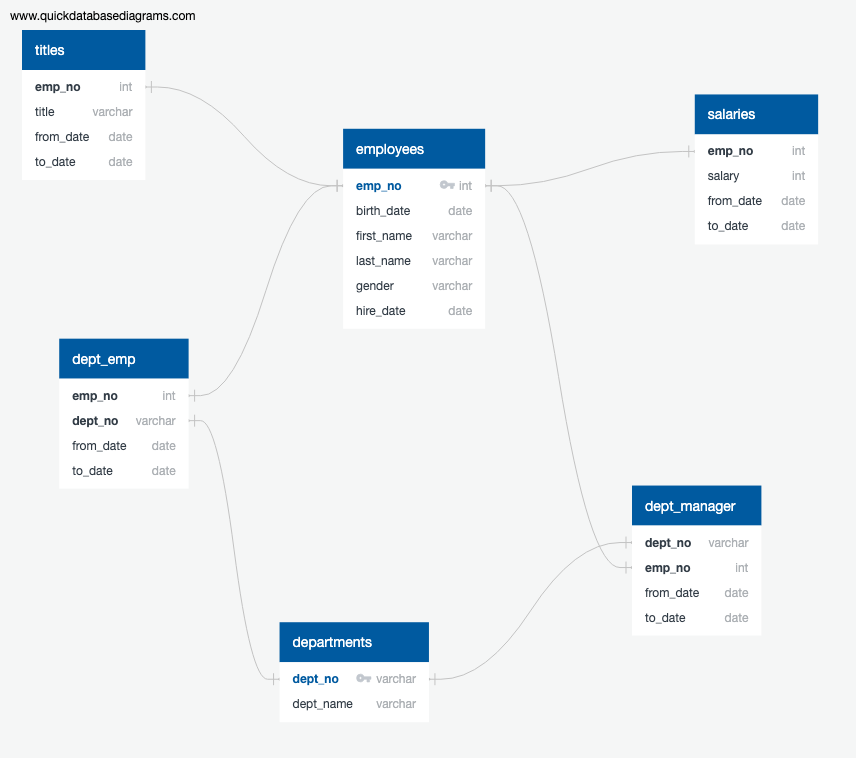 www.quickdatabasediagrams.com
titles
emp_no int
title varchar
from_date date
to_date date
employees
emp_no int
birth_date date
first_name varchar
last_name varchar
gender varchar
hire_date date
salaries
emp_no int
salary int
from_date date
to_date date
dept_emp
emp_no int
dept_no varchar
from_date date
to_date date
dept_manager
dept_no varchar
emp_no int
from_date date
to_date date
departments
dept_no varchar
dept_name varchar